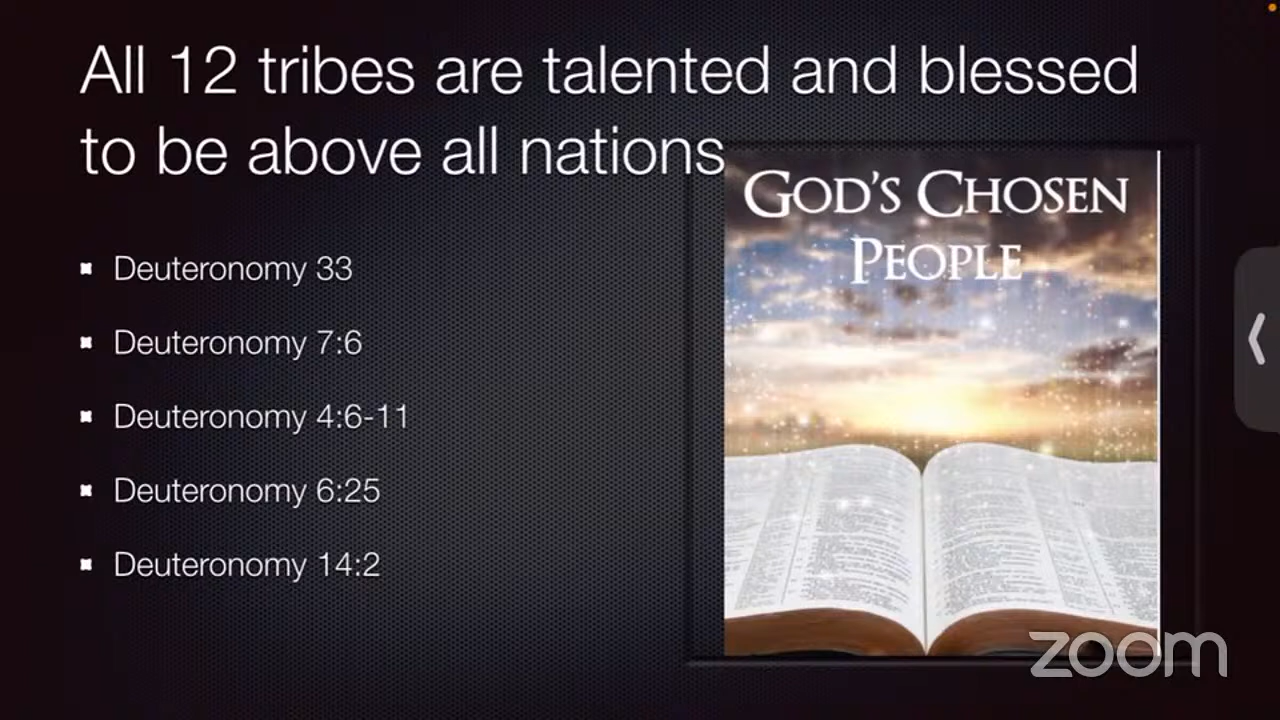 All 12 tribes are talented and blessed
to be above all nations
GOD'S CHOSEN
PEOPLE
Deuteronomy 33
Deuteronomy 7:6
Deuteronomy 4:6-11
Deuteronomy 6:25
Deuteronomy 14:2
zoom